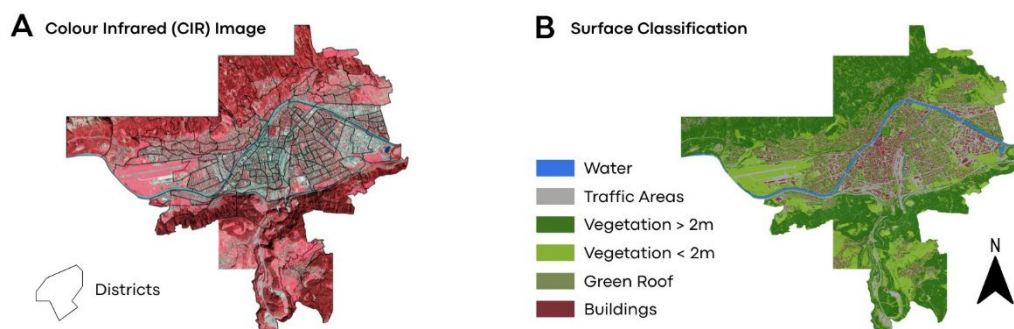 A Colour Infrared (CIR) Image
Districts
B Surface Classification
Water
Traffic Areas
Vegetation > 2m
Vegetation < 2m
Green Roof
Buildings
N